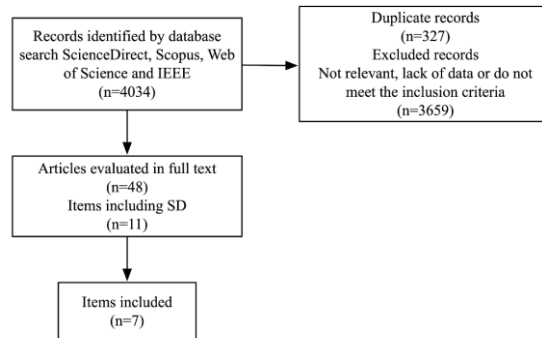 Records identified by database
search ScienceDirect, Scopus, Web
of Science and IEEE
(n=4034)
Duplicate records
(n=327)
Excluded records
Not relevant, lack of data or do not
meet the inclusion criteria
(n=3659)
Articles evaluated in full text
(n=48)
Items including SD
(n=11)
Items included
(n=7)